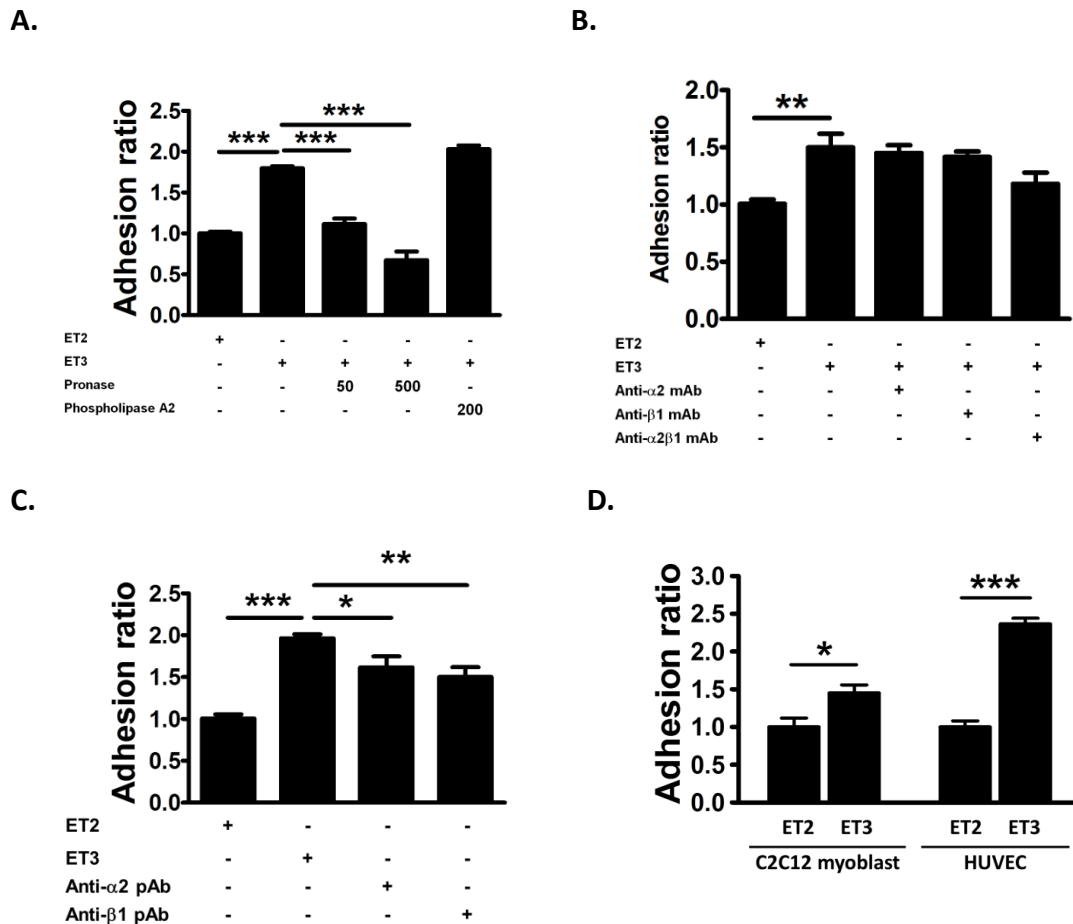 A.
Adhesion ratio
2.5
2.0
1.5
1.0
0.5
0.0
*** *** ***
ET2 + - - - -
ET3 - + + + +
Pronase - - 50 500 -
Phospholipase A2 - - - - 200
B.
Adhesion ratio
2.0
1.5
1.0
0.5
0.0
**
ET2 + - - - -
ET3 - + + + +
Anti-α2 mAb - - + - -
Anti-β1 mAb - - - + -
Anti-α2β1 mAb - - - - +
C.
Adhesion ratio
2.5
2.0
1.5
1.0
0.5
0.0
**
*** *
ET2 + - - -
ET3 - + - -
Anti-α2 pAb - - + -
Anti-β1 pAb - - - +
D.
Adhesion ratio
3.0
2.5
2.0
1.5
1.0
0.5
0.0
* ***
ET2 ET3 ET2 ET3
C2C12 myoblast HUVEC